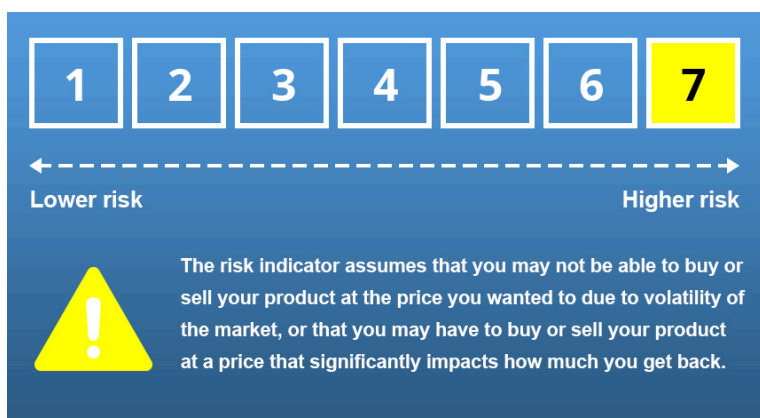 1 2 3 4 5 6 7
Lower risk Higher risk
The risk indicator assumes that you may not be able to buy or
sell your product at the price you wanted to due to volatility of
the market, or that you may have to buy or sell your product
at a price that significantly impacts how much you get back.